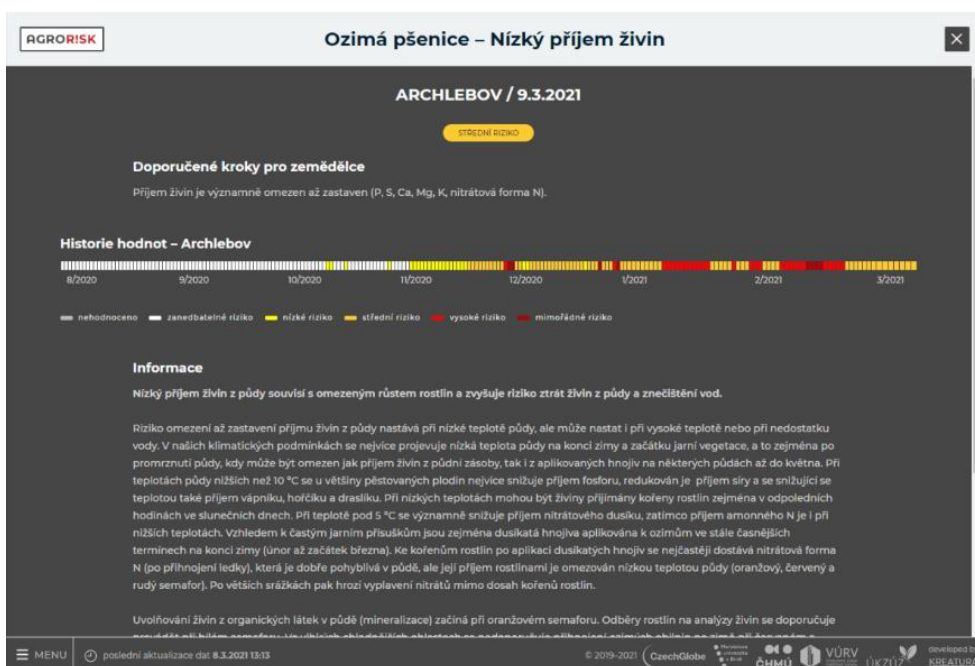 AGRORISK
Ozimá pšenice – Nízký příjem živin
ARCHLEBOV / 9.3.2021
STŘEDNÍ RIZIKO
Doporučené kroky pro zemědělce
Příjem živin je významně omezen až zastaven (P, S, Ca, Mg, K, nitrátová forma N).
Historie hodnot – Archlebov
8/2020 9/2020 10/2020 11/2020 12/2020 1/2021 2/2021 3/2021
nehodnoceno zanedbatelné riziko nízké riziko střední riziko vysoké riziko mimořádné riziko
Informace
Nízký příjem živin z půdy souvisí s omezeným růstem rostlin a zvyšuje riziko ztrát živin z půdy a znečištění vod.
Riziko omezení až zastavení příjmu živin z půdy nastává při nízké teplotě půdy, ale může nastat i při vysoké teplotě nebo při nedostatku
vody. V našich klimatických podmínkách se nejvíce projevuje nízká teplota půdy na konci zimy a začátku jarní vegetace, a to zejména po
promrznutí půdy, kdy může být omezen jak příjem živin z půdní zásoby, tak i z aplikovaných hnojiv na některých půdách až do května. Při
teplotách půdy nižších než 10 °C se u většiny pěstovaných plodin nejvíce snižuje příjem fosforu, redukován je příjem síry a se snižující se
teplotou také příjem vápníku, hořčíku a draslíku. Při nízkých teplotách mohou být živiny přijímány kořeny rostlin zejména v odpoledních
hodinách ve slunečních dnech. Při teplotě pod 5 °C se významně snižuje příjem nitrátového dusíku, zatímco příjem amonného N je i při
nižších teplotách. Vzhledem k častým jarním přísuškům jsou zejména dusíkatá hnojiva aplikována k ozimům ve stále časnějších
termínech na konci zimy (únor až začátek března). Ke kořenům rostlin po aplikaci dusíkatých hnojiv se nejčastěji dostává nitrátová forma
N (po přihnojení ledky), která je dobře pohyblivá v půdě, ale její příjem rostlinami je omezován nízkou teplotou půdy (oranžový, červený a
rudý semafor). Po větších srážkách pak hrozí vyplavení nitrátů mimo dosah kořenů rostlin.
Uvolňování živin z organických látek v půdě (mineralizace) začíná při oranžovém semaforu. Odběry rostlin na analýzy živin se doporučuje
MENU poslední aktualizace dat 8.3.2021 13:13 © 2019–2021 CzechGlobe ČHMÚ VÚRV ÚKZÚZ developed by
KREADIS